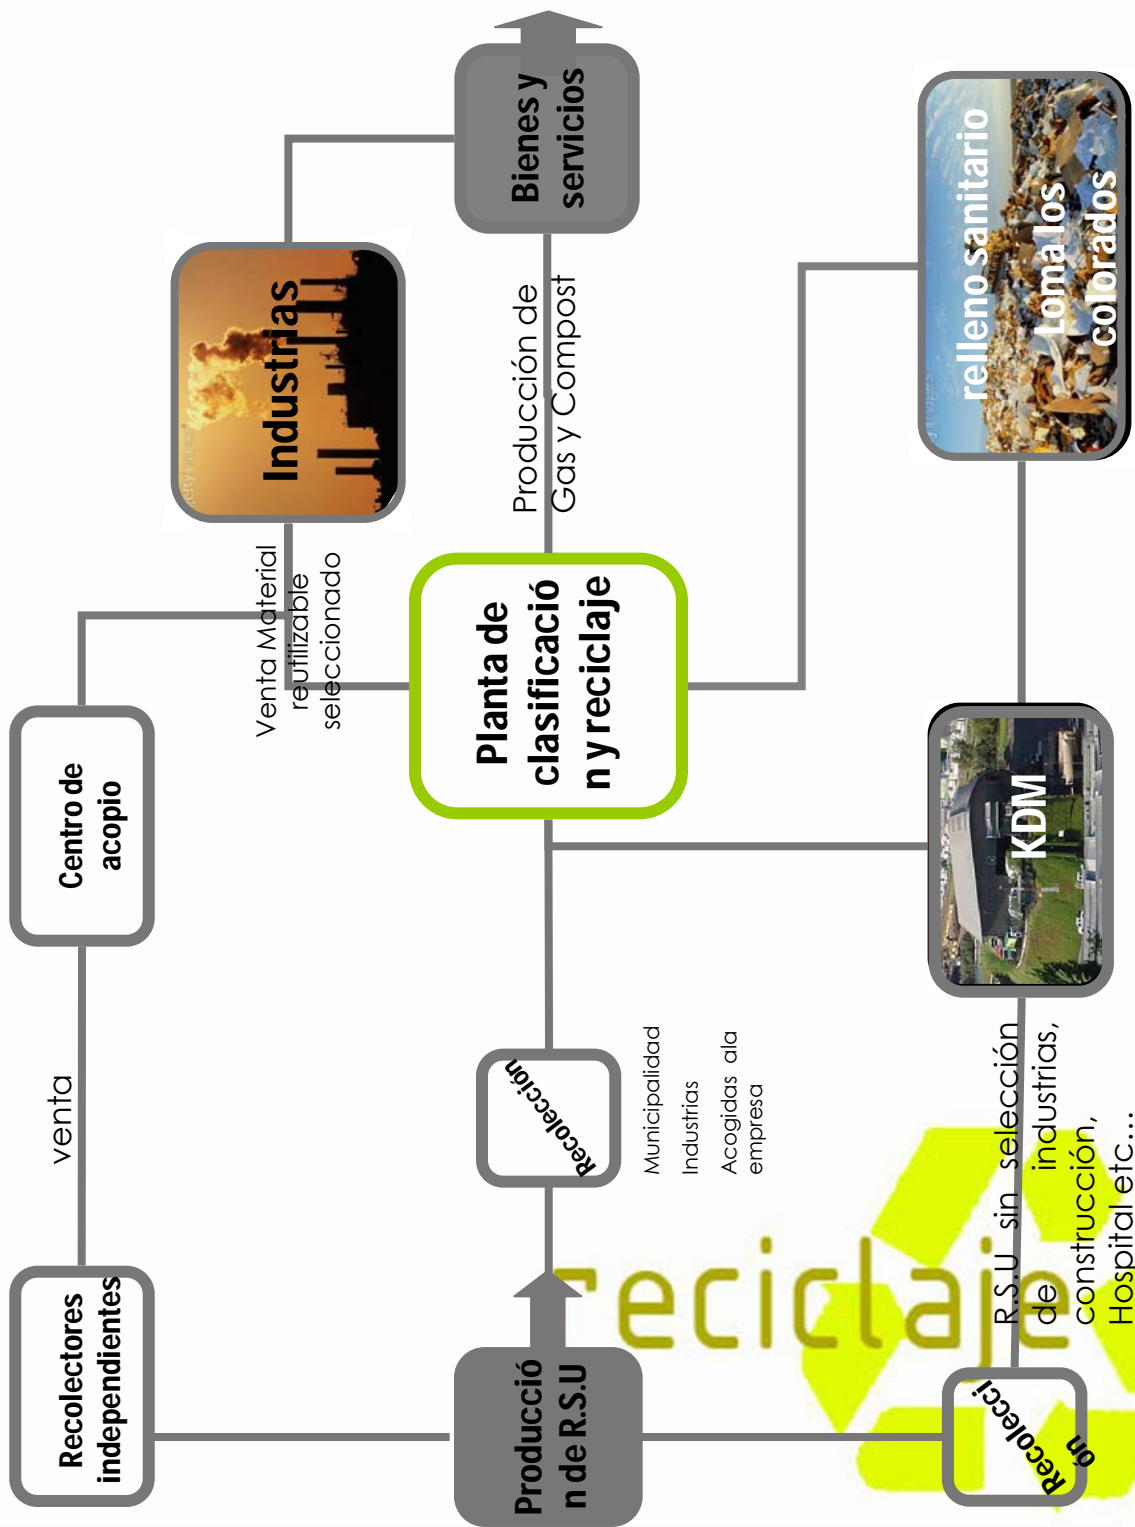 Recolectores
independientes
venta
Centro de
acopio
Venta Material
reutilizable
seleccionado
Industrias
Producció
n de R.S.U
Recolección
Municipalidad
Industrias
Acogidas ala
empresa
Planta de
clasificació
n y reciclaje
Producción de
Gas y Compost
Bienes y
servicios
Recolecci
ón
R.S.U sin selección
de industrias,
construcción,
Hospital etc...
KDM
relleno sanitario
Loma los
colorados
reciclaje